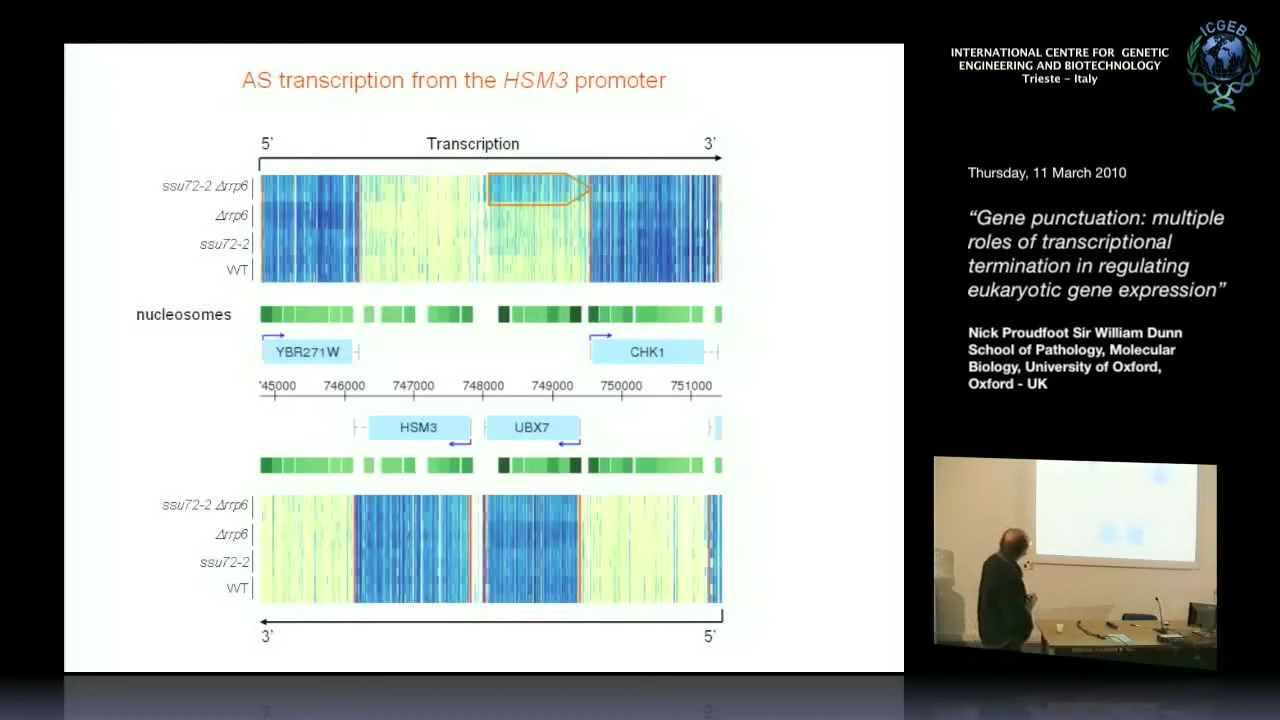 AS transcription from the HSM3 promoter
5'
Transcription
3'
ssu72-2 Δrrp6
Δrrp6
ssu72-2
WT
nucleosomes
YBR271W
CHK1
'45000
746000
747000
748000
749000
750000
751000
HSM3
UBX7
ssu72-2 Δrrp6
Δrrp6
ssu72-2
WT
3'
5'
ICGEB
INTERNATIONAL CENTRE FOR GENETIC
ENGINEERING AND BIOTECHNOLOGY
Trieste – Italy
Thursday, 11 March 2010
“Gene punctuation: multiple
roles of transcriptional
termination in regulating
eukaryotic gene expression”
Nick Proudfoot Sir William Dunn
School of Pathology, Molecular
Biology, University of Oxford,
Oxford - UK